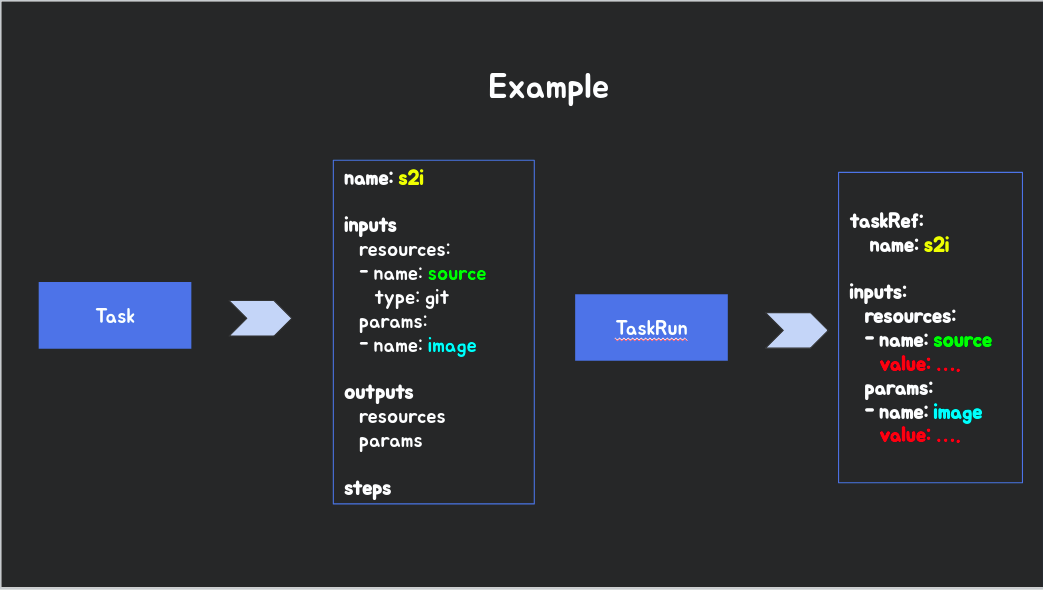 Example
Task
name: s2i
inputs
resources:
- name: source
type: git
params:
- name: image
outputs
resources
params
steps
TaskRun
taskRef:
name: s2i
inputs:
resources:
- name: source
value: ....
params:
- name: image
value: ....